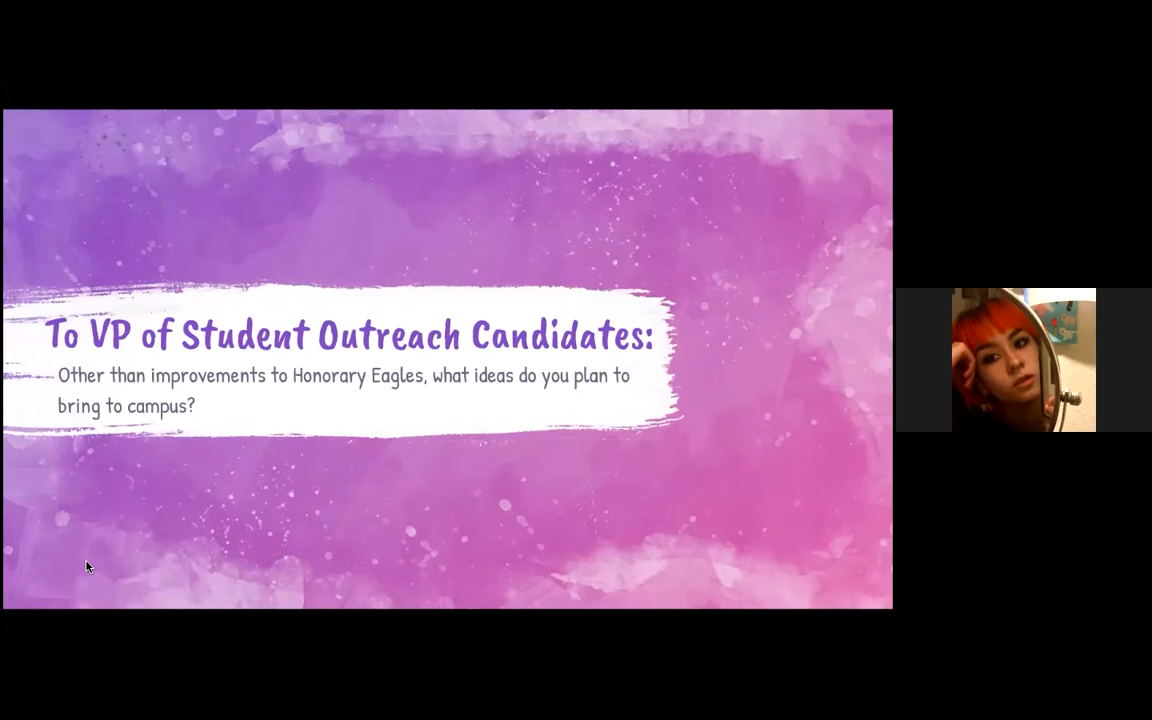 To VP of Student Outreach Candidates:
Other than improvements to Honorary Eagles, what ideas do you plan to
bring to campus?